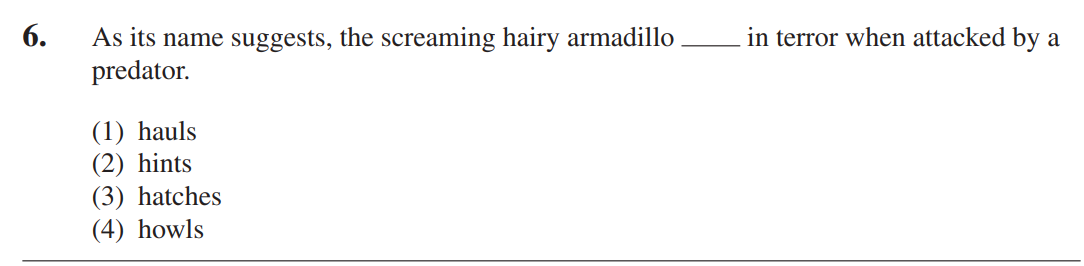 6. As its name suggests, the screaming hairy armadillo _____ in terror when attacked by a
predator.
(1) hauls
(2) hints
(3) hatches
(4) howls